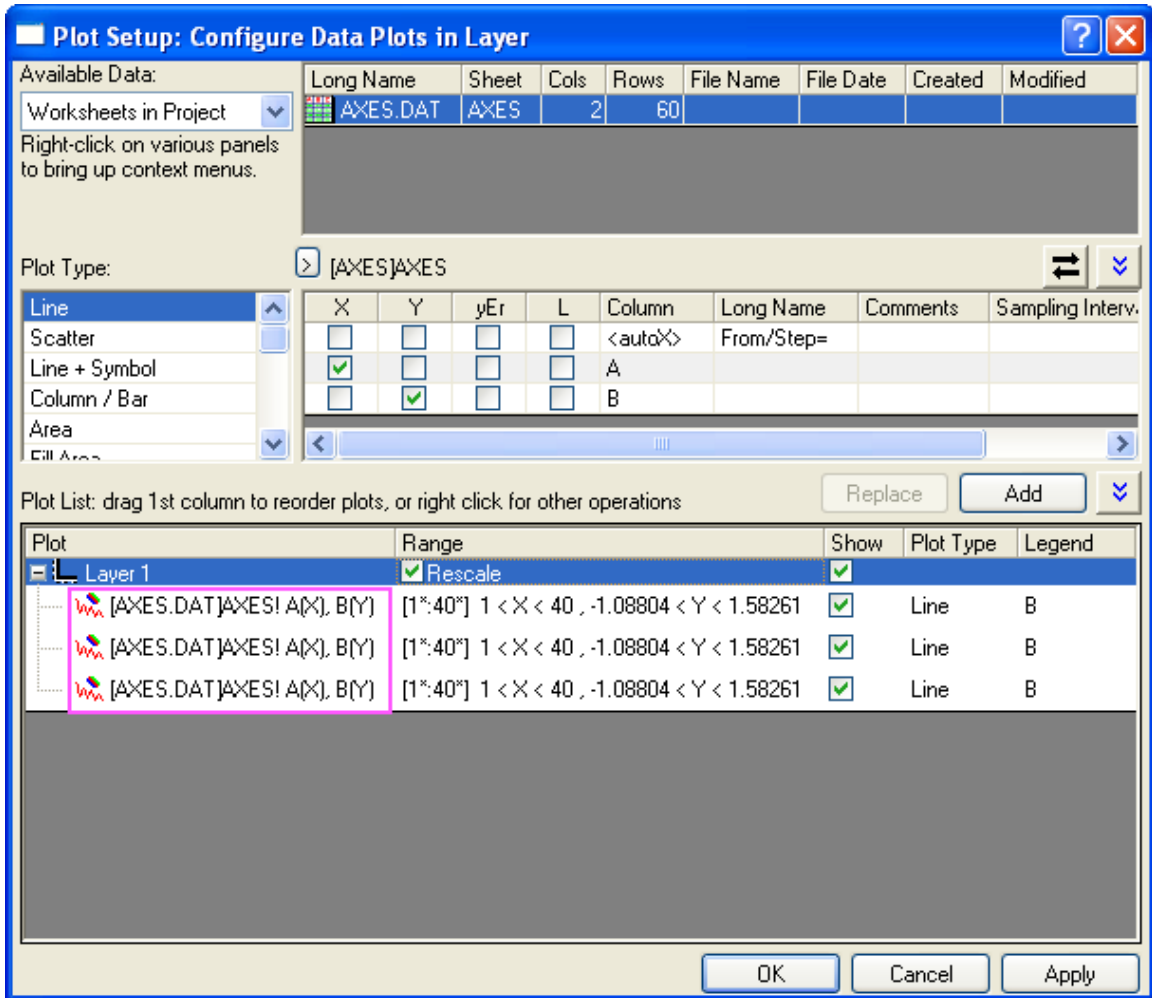 Plot Setup: Configure Data Plots in Layer
Available Data:
Worksheets in Project
Right-click on various panels
to bring up context menus.
Long Name Sheet Cols Rows File Name File Date Created Modified
AXES.DAT AXES 2 60
Plot Type:
> [AXES]AXES
Line
Scatter
Line + Symbol
Column / Bar
Area
Fill Area
X Y yEr L Column Long Name Comments Sampling Interv
<autoX> From/Step=
A
B
Plot List: drag 1st column to reorder plots, or right click for other operations
Replace Add
Plot Range Show Plot Type Legend
Layer 1 Rescale
[AXES.DAT]AXES! A(X), B(Y) [1*:40*] 1 < X < 40 , -1.08804 < Y < 1.58261 Line B
[AXES.DAT]AXES! A(X), B(Y) [1*:40*] 1 < X < 40 , -1.08804 < Y < 1.58261 Line B
[AXES.DAT]AXES! A(X), B(Y) [1*:40*] 1 < X < 40 , -1.08804 < Y < 1.58261 Line B
OK Cancel Apply